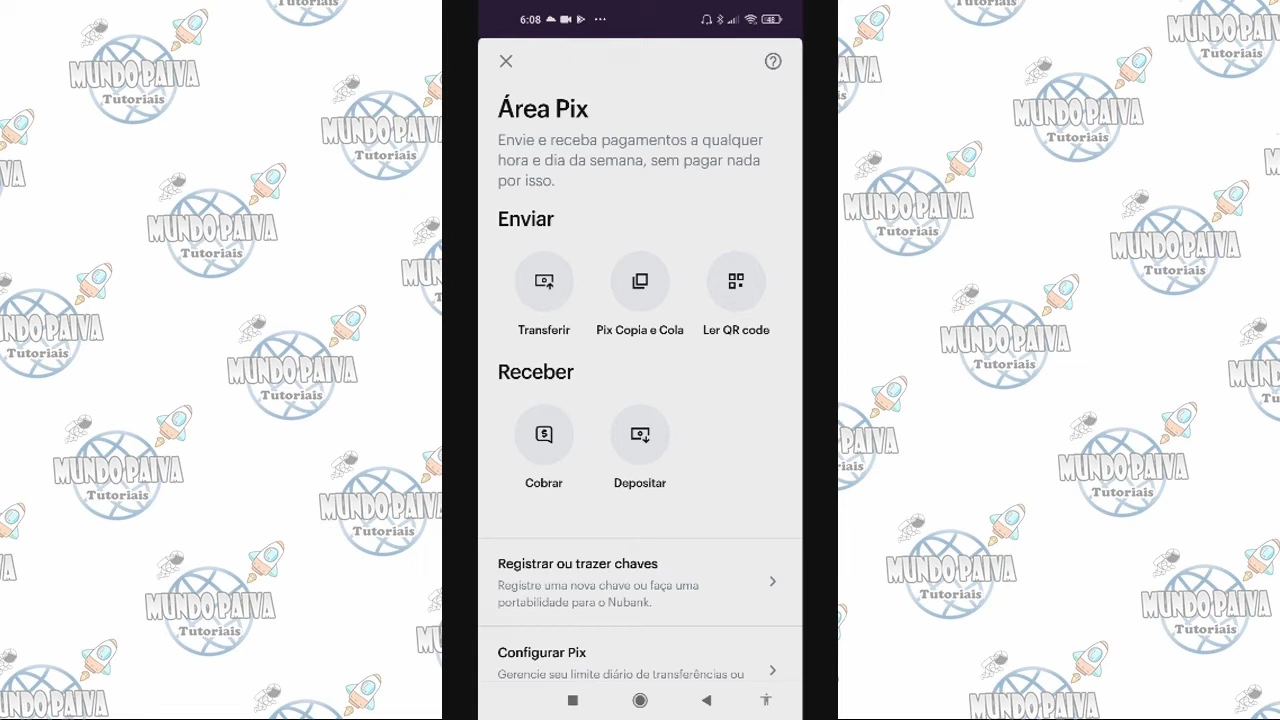 6:08
48
Área Pix
Envie e receba pagamentos a qualquer
hora e dia da semana, sem pagar nada
por isso.
Enviar
Transferir
Pix Copia e Cola
Ler QR code
Receber
Cobrar
Depositar
Registrar ou trazer chaves
Registre uma nova chave ou faça uma
portabilidade para o Nubank.
Configurar Pix
Gerencie seu limite diário de transferências ou
MUNDO PAIVA
Tutoriais